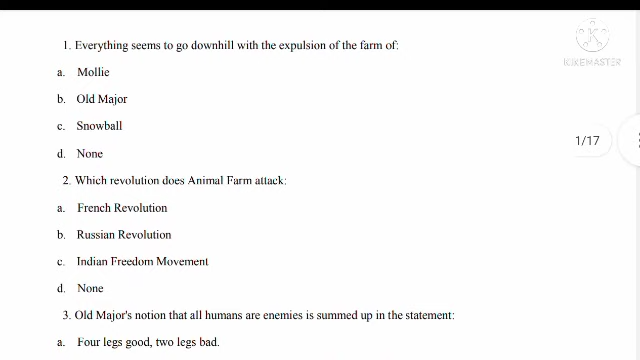 1. Everything seems to go downhill with the expulsion of the farm of:
a. Mollie
b. Old Major
c. Snowball
d. None
2. Which revolution does Animal Farm attack:
a. French Revolution
b. Russian Revolution
c. Indian Freedom Movement
d. None
3. Old Major's notion that all humans are enemies is summed up in the statement:
a. Four legs good, two legs bad.
1/17
K
KINEMASTER